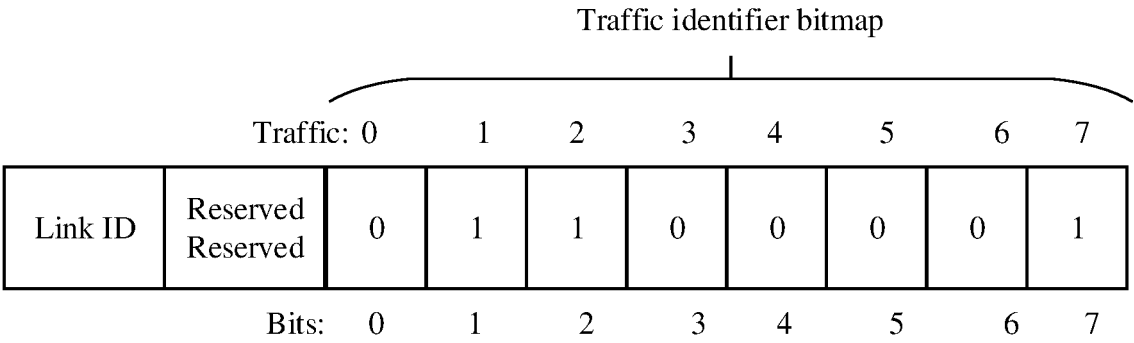 Traffic identifier bitmap
Traffic: 0 1 2 3 4 5 6 7
Link ID
Reserved
Reserved
0 1 1 0 0 0 0 1
Bits: 0 1 2 3 4 5 6 7